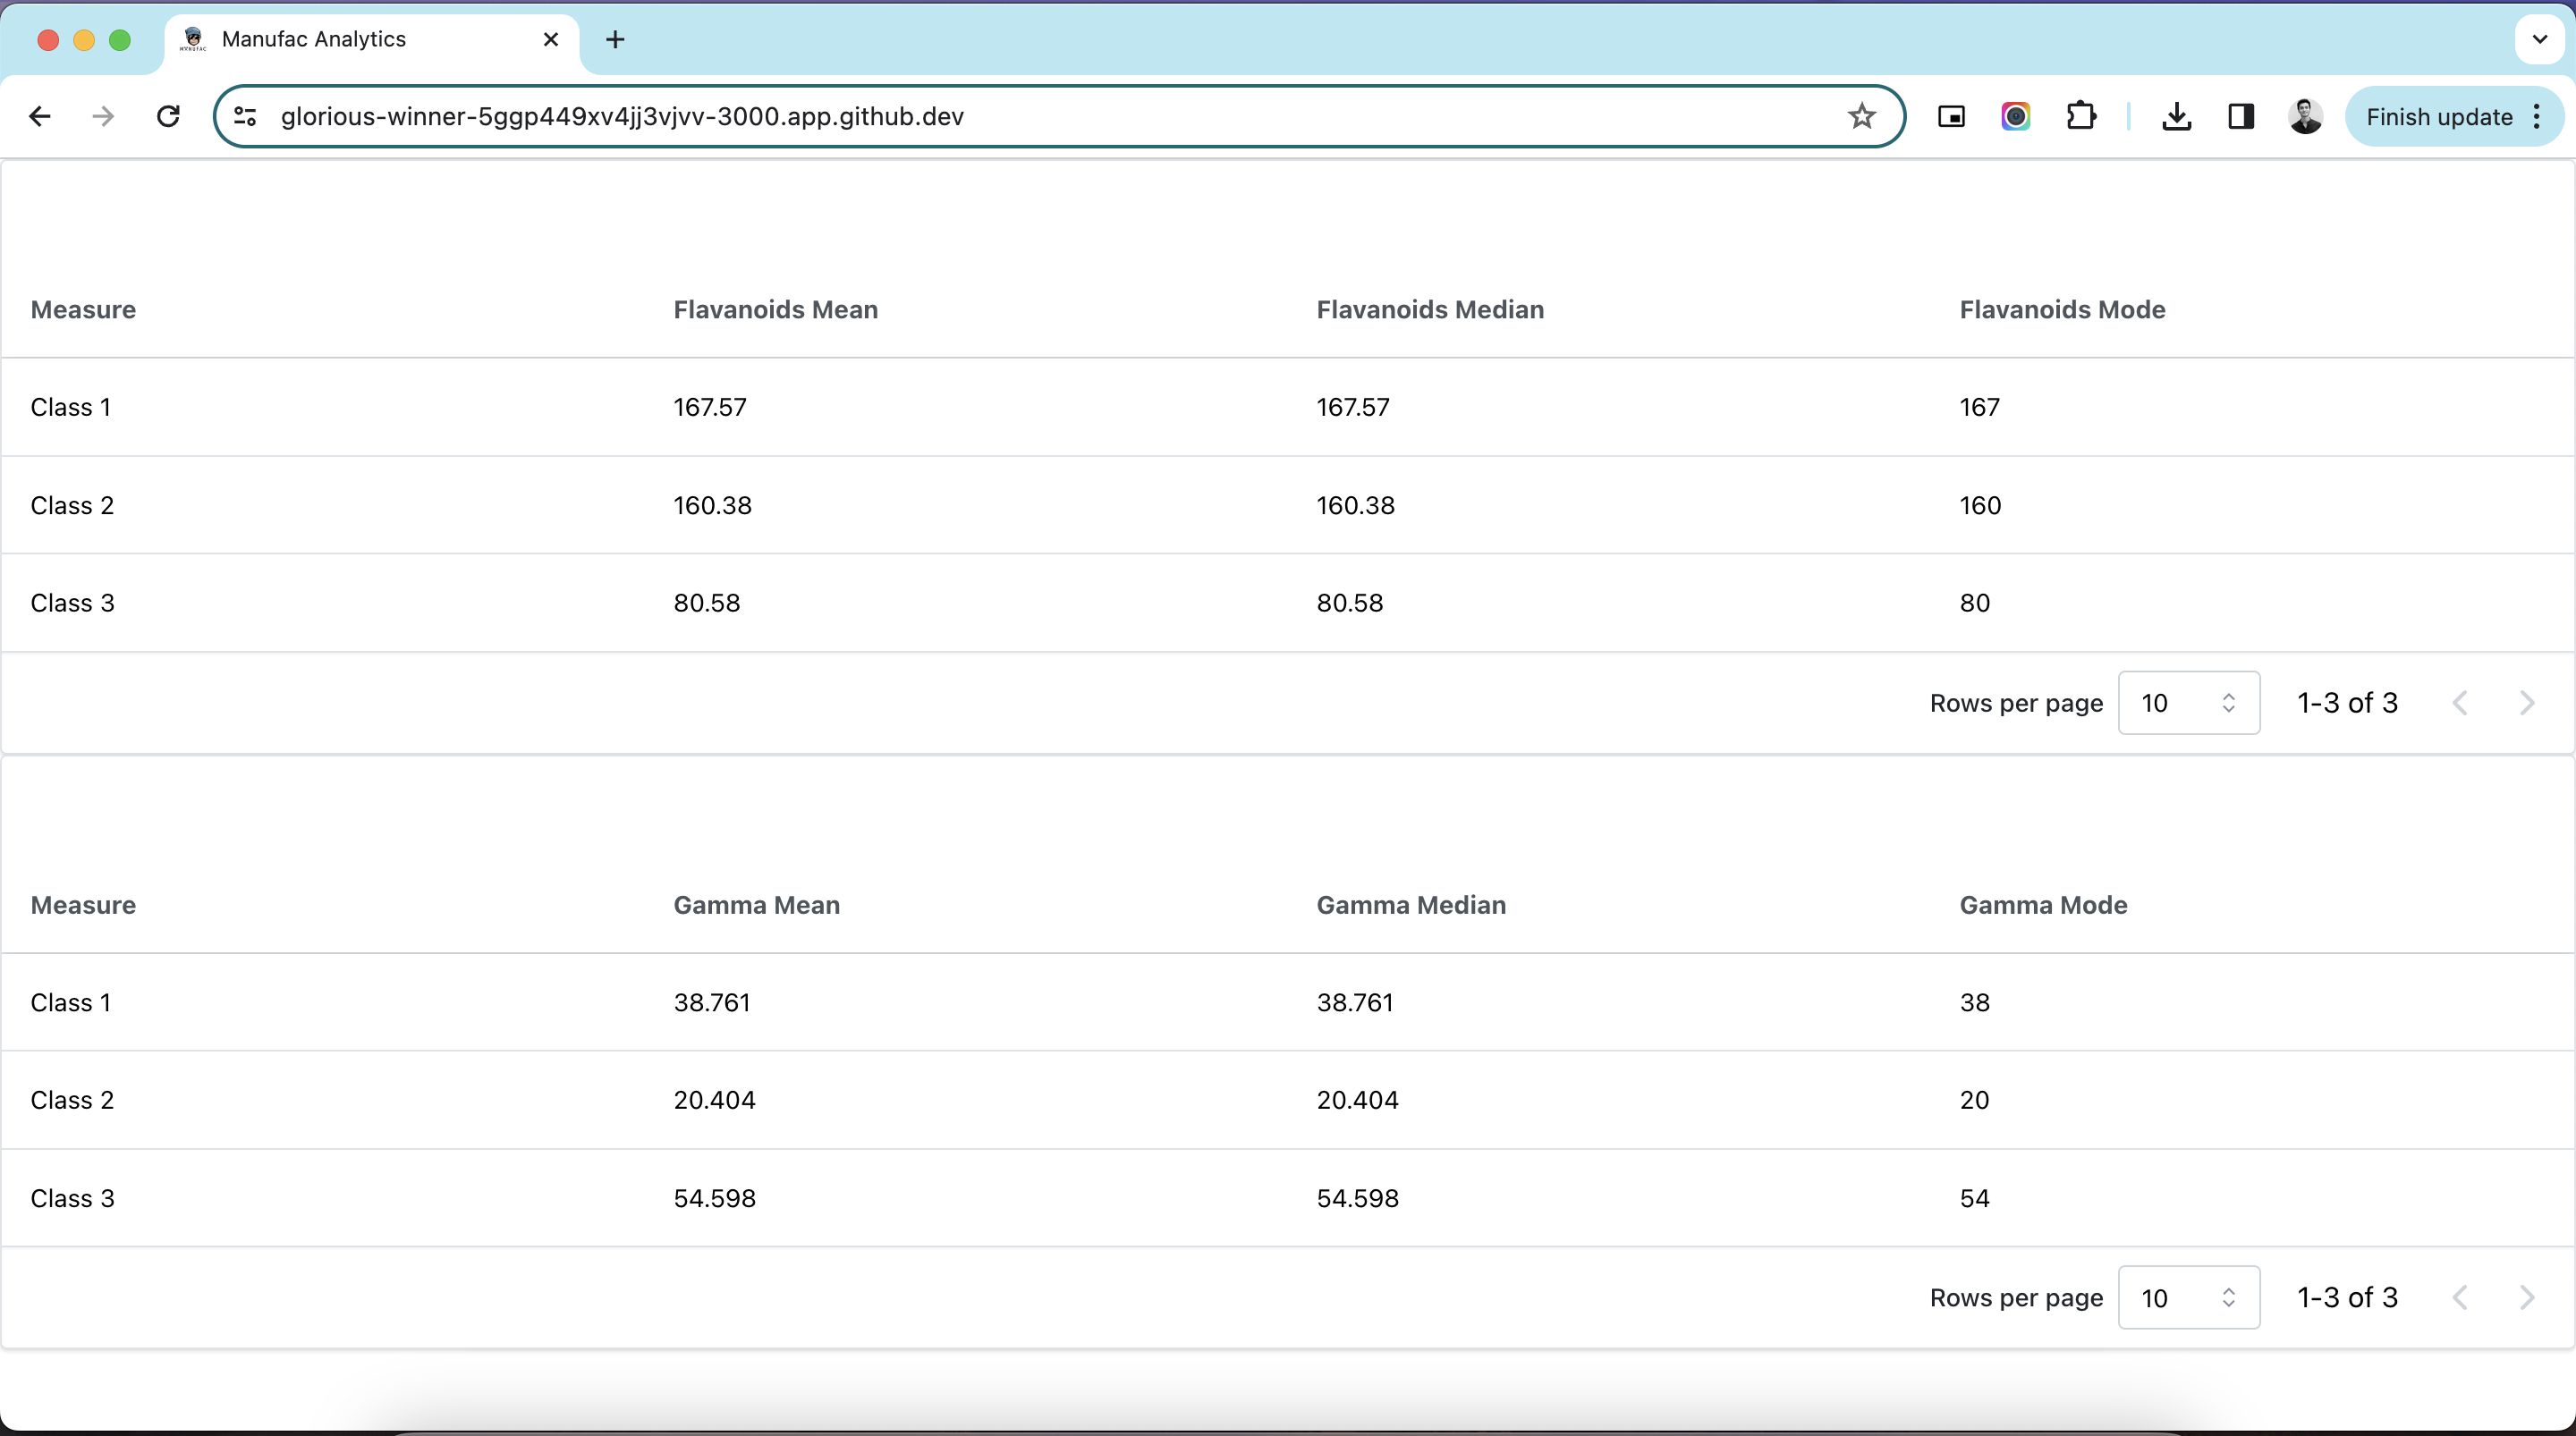 Manufac Analytics
glorious-winner-5ggp449xv4jj3vjvv-3000.app.github.dev
Finish update
Measure Flavanoids Mean Flavanoids Median Flavanoids Mode
Class 1 167.57 167.57 167
Class 2 160.38 160.38 160
Class 3 80.58 80.58 80
Rows per page 10 1-3 of 3
Measure Gamma Mean Gamma Median Gamma Mode
Class 1 38.761 38.761 38
Class 2 20.404 20.404 20
Class 3 54.598 54.598 54
Rows per page 10 1-3 of 3